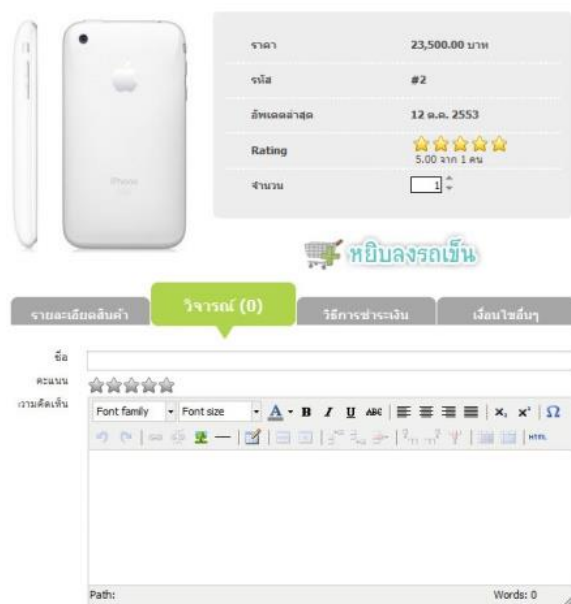 ราคา 23,500.00 บาท
รหัส #2
อัพเดตล่าสุด 12 ต.ค. 2553
Rating
5.00 จาก 1 คน
จำนวน 1
iPhone
หยิบลงรถเข็น
รายละเอียดสินค้า วิจารณ์ (0) วิธีการชำระเงิน เงื่อนไขอื่นๆ
ชื่อ
คะแนน
วามคิดเห็น
Font family Font size A B I U ABC x₂ x² Ω
HTML
Path: Words: 0